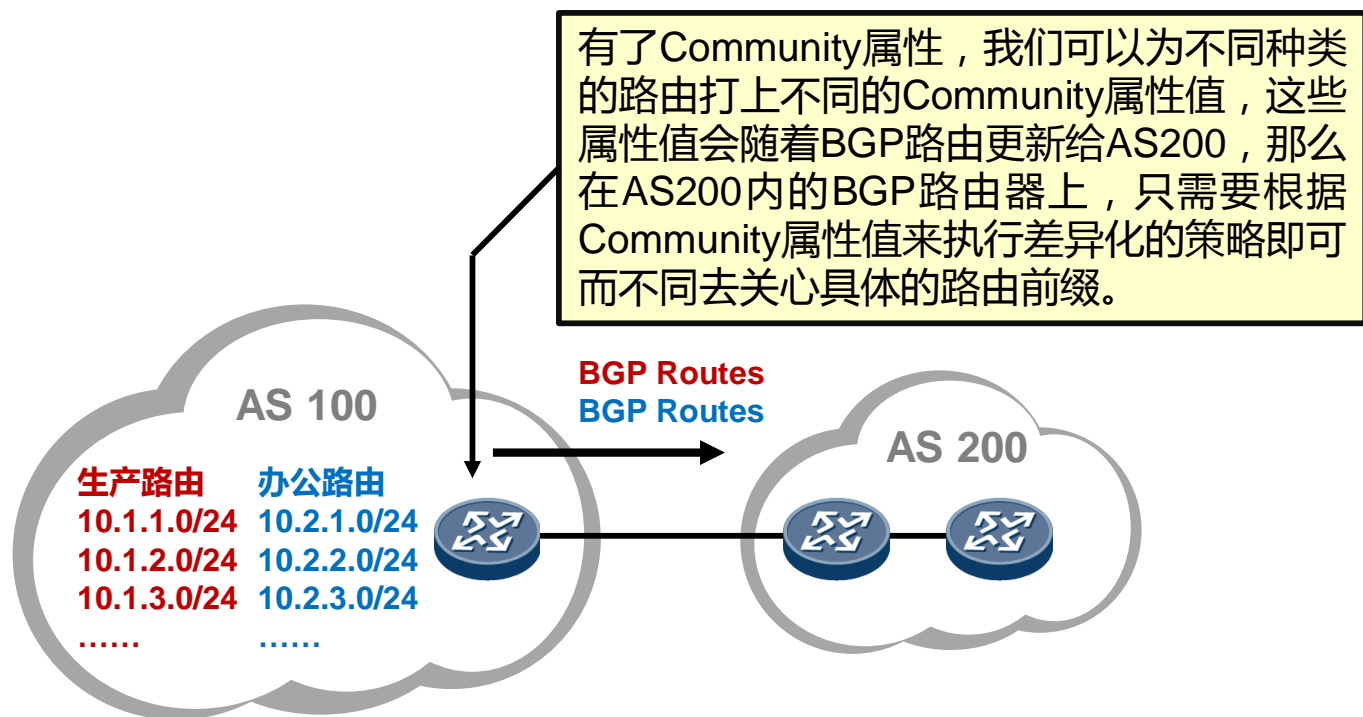 有了Community属性，我们可以为不同种类
的路由打上不同的Community属性值，这些
属性值会随着BGP路由更新给AS200，那么
在AS200内的BGP路由器上，只需要根据
Community属性值来执行差异化的策略即可
而不同去关心具体的路由前缀。
BGP Routes
BGP Routes
AS 100
AS 200
生产路由 办公路由
10.1.1.0/24 10.2.1.0/24
10.1.2.0/24 10.2.2.0/24
10.1.3.0/24 10.2.3.0/24
…… ……